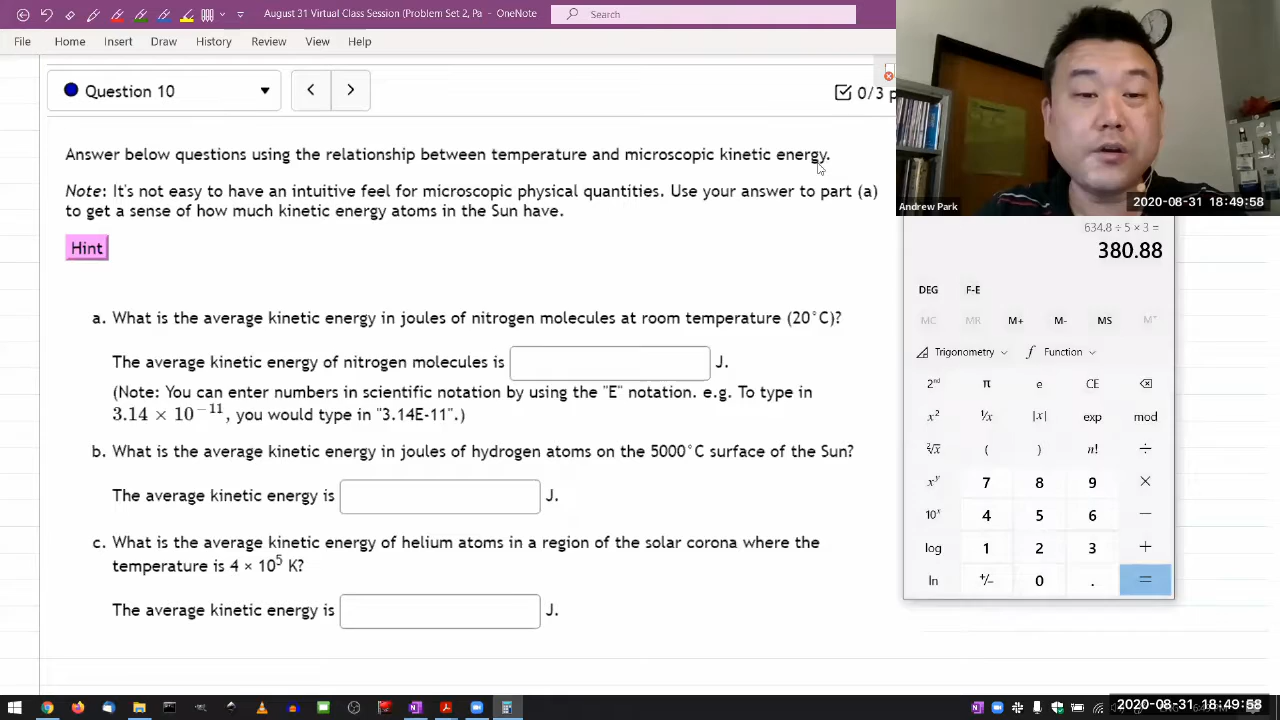 August 31 Virtual Meeting Section 2, Pa - OneNote
Search
File Home Insert Draw History Review View Help
Question 10
0/3 p
Answer below questions using the relationship between temperature and microscopic kinetic energy.
Note: It's not easy to have an intuitive feel for microscopic physical quantities. Use your answer to part (a)
to get a sense of how much kinetic energy atoms in the Sun have.
Hint
a. What is the average kinetic energy in joules of nitrogen molecules at room temperature (20°C)?
The average kinetic energy of nitrogen molecules is J.
(Note: You can enter numbers in scientific notation by using the "E" notation. e.g. To type in
3.14 × 10⁻¹¹, you would type in "3.14E-11".)
b. What is the average kinetic energy in joules of hydrogen atoms on the 5000°C surface of the Sun?
The average kinetic energy is J.
c. What is the average kinetic energy of helium atoms in a region of the solar corona where the
temperature is 4 × 10⁵ K?
The average kinetic energy is J.
Andrew Park
2020-08-31 18:49:58
634.8 ÷ 5 × 3 =
380.88
DEG F-E
MC MR M+ M- MS M˅
Trigonometry Function
2ⁿᵈ π e CE
x² ¹/x |x| exp mod
²√x ( ) n! ÷
xʸ 7 8 9 ×
10ˣ 4 5 6 −
log 1 2 3 +
ln +/− 0 . =
2020-08-31 18:49:58